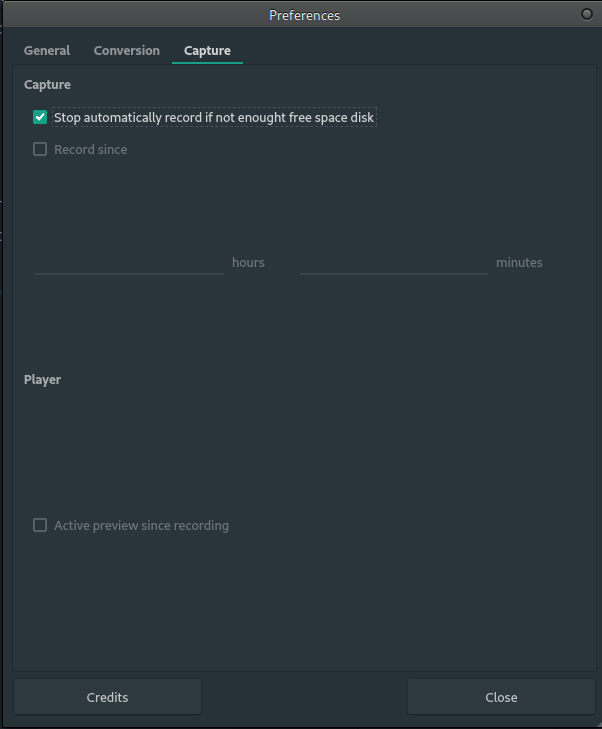 Preferences
General Conversion Capture
Capture
Stop automatically record if not enought free space disk
Record since
hours minutes
Player
Active preview since recording
Credits Close